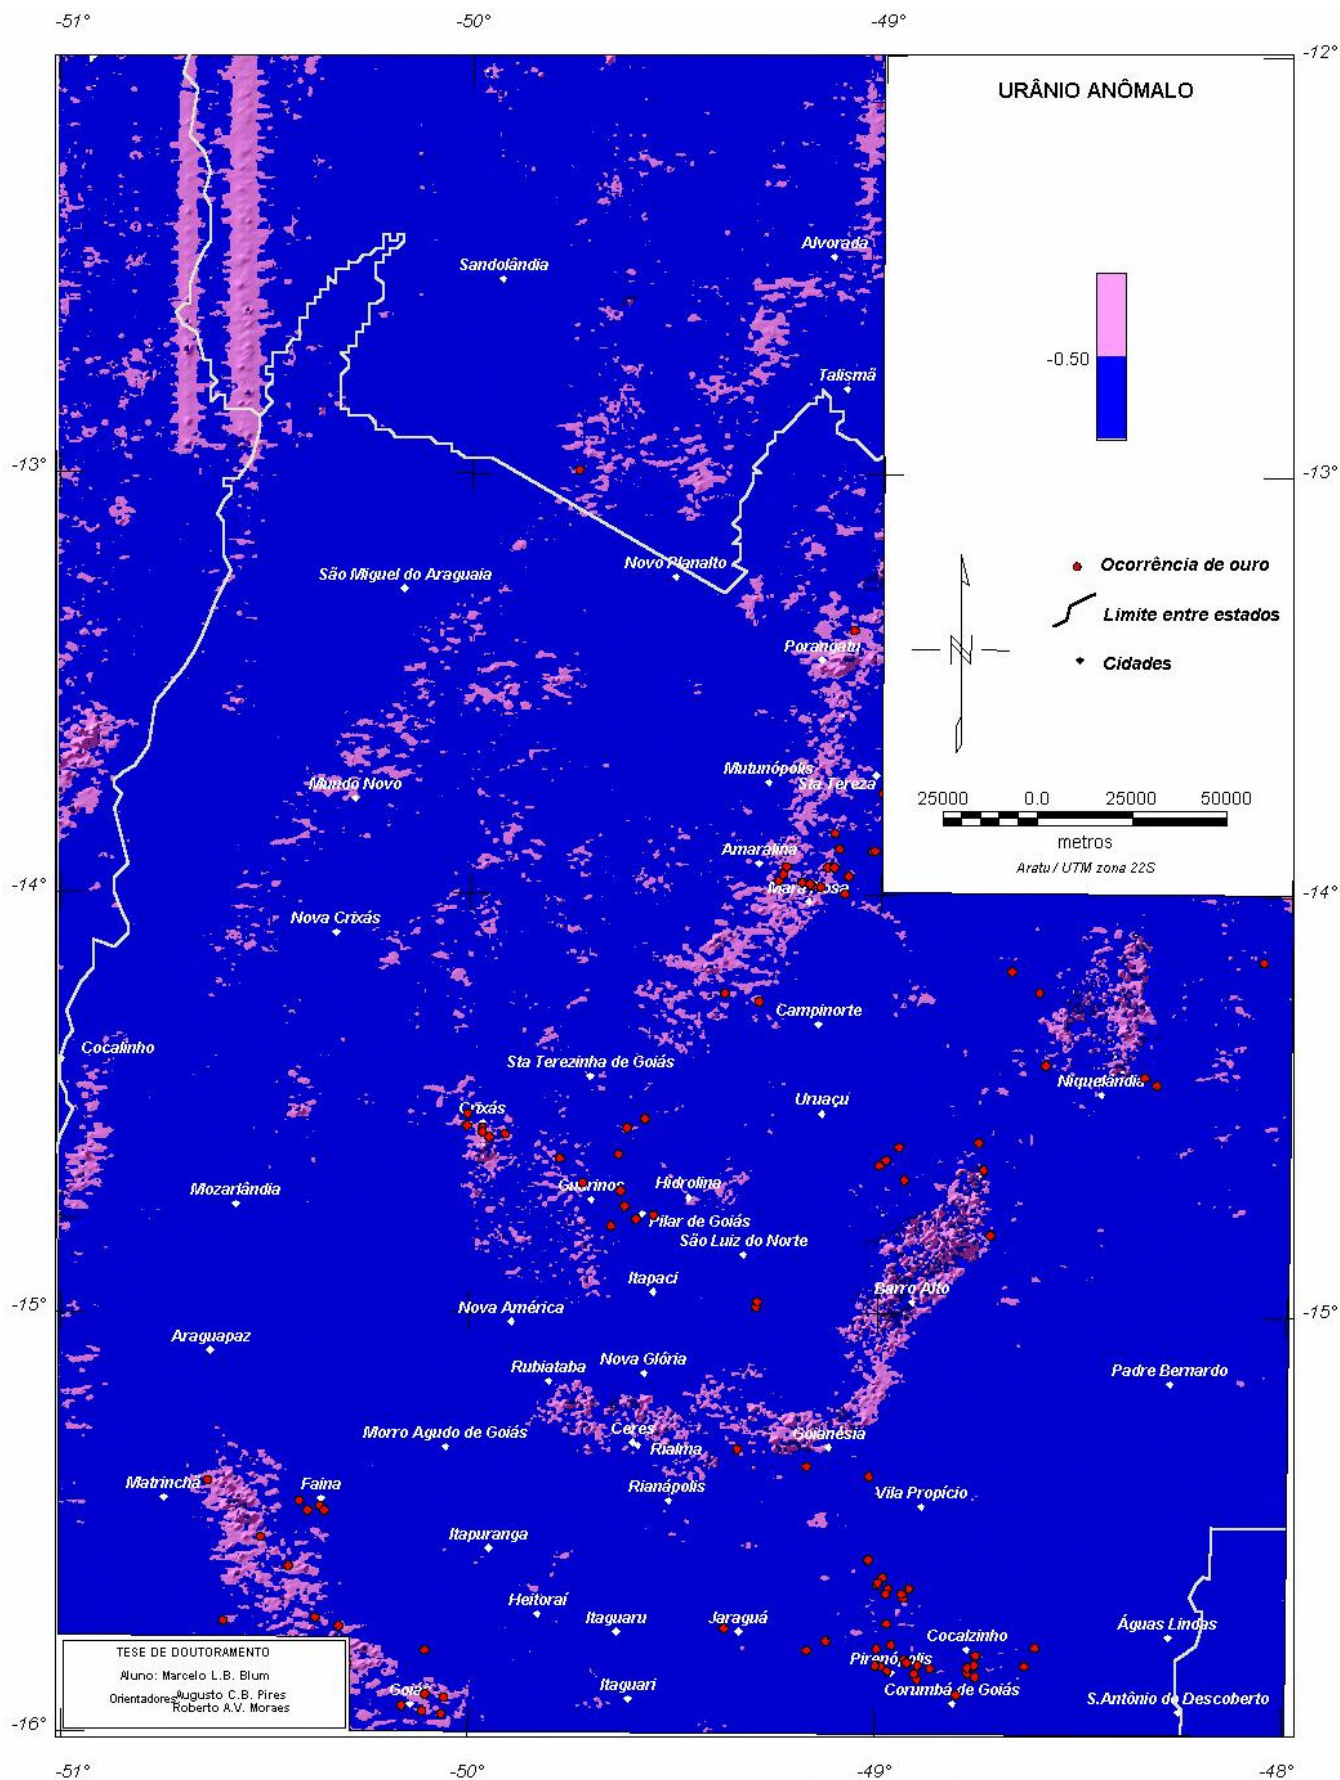 -51°
-50°
-49°
-12°
URÂNIO ANÔMALO
Alvorada
Sandolândia
-0.50
Talismã
-13°
-13°
Ocorrência de ouro
Novo Planalto
São Miguel do Araguaia
Limite entre estados
Porangatu
Cidades
N
Mutunópolis
Sta Tereza
Mundo Novo
25000 0.0 25000 50000
metros
Amaralina
Aratu / UTM zona 22S
Mara Rosa
-14°
-14°
Nova Crixás
Campinorte
Cocalinho
Sta Terezinha de Goiás
Niquelândia
Crixás
Uruaçu
Mozarlândia
Guarinos
Hidrolina
Pilar de Goiás
São Luiz do Norte
Itapaci
Barro Alto
-15°
-15°
Nova América
Araguapaz
Rubiataba
Nova Glória
Padre Bernardo
Morro Agudo de Goiás
Ceres
Rialma
Goianésia
Matrinchã
Faina
Rianápolis
Vila Propício
Itapuranga
Heitoraí
Itaguaru
Jaraguá
Cocalzinho
Águas Lindas
TESE DE DOUTORAMENTO
Aluno: Marcelo L.B. Blum
Orientadores: Augusto C.B. Pires
Roberto A.V. Moraes
Pirenópolis
Goiás
Itaguari
Corumbá de Goiás
S.Antônio do Descoberto
-16°
-16°
-51°
-50°
-49°
-48°